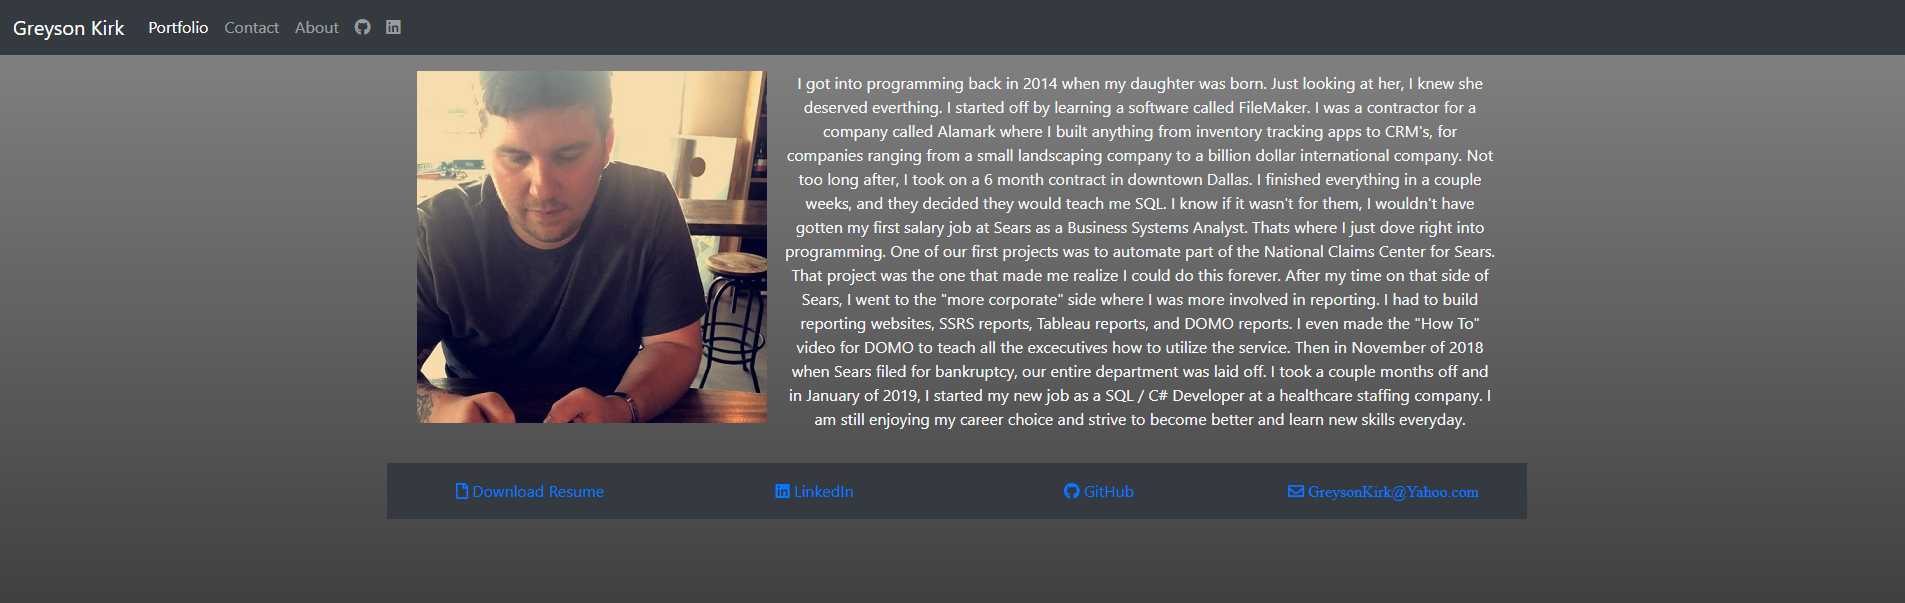 Greyson Kirk Portfolio Contact About
I got into programming back in 2014 when my daughter was born. Just looking at her, I knew she
deserved everthing. I started off by learning a software called FileMaker. I was a contractor for a
company called Alamark where I built anything from inventory tracking apps to CRM's, for
companies ranging from a small landscaping company to a billion dollar international company. Not
too long after, I took on a 6 month contract in downtown Dallas. I finished everything in a couple
weeks, and they decided they would teach me SQL. I know if it wasn't for them, I wouldn't have
gotten my first salary job at Sears as a Business Systems Analyst. Thats where I just dove right into
programming. One of our first projects was to automate part of the National Claims Center for Sears.
That project was the one that made me realize I could do this forever. After my time on that side of
Sears, I went to the "more corporate" side where I was more involved in reporting. I had to build
reporting websites, SSRS reports, Tableau reports, and DOMO reports. I even made the "How To"
video for DOMO to teach all the excecutives how to utilize the service. Then in November of 2018
when Sears filed for bankruptcy, our entire department was laid off. I took a couple months off and
in January of 2019, I started my new job as a SQL / C# Developer at a healthcare staffing company. I
am still enjoying my career choice and strive to become better and learn new skills everyday.
Download Resume LinkedIn GitHub GreysonKirk@Yahoo.com